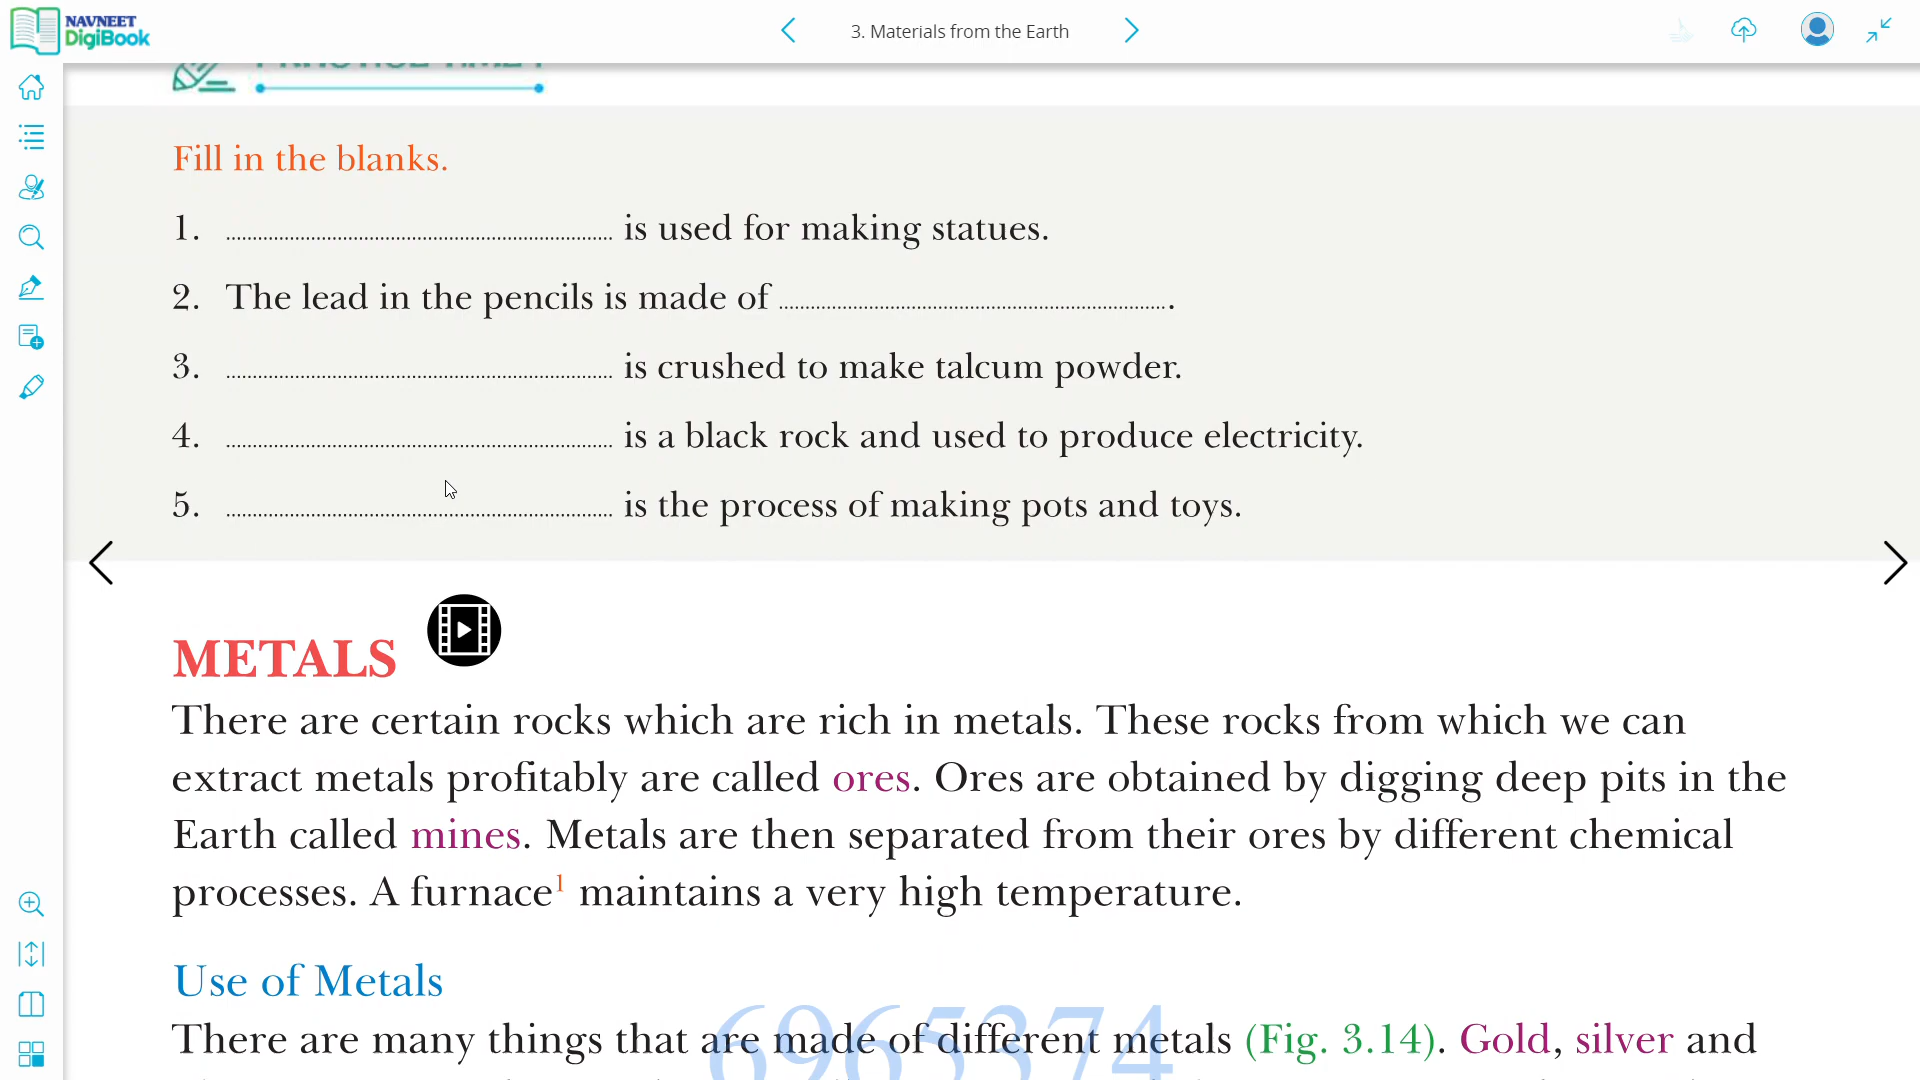 NAVNEET
DigiBook
3. Materials from the Earth
PRACTICE TIME 1
Fill in the blanks.
1. ........................................ is used for making statues.
2. The lead in the pencils is made of ........................................ .
3. ........................................ is crushed to make talcum powder.
4. ........................................ is a black rock and used to produce electricity.
5. ........................................ is the process of making pots and toys.
METALS
There are certain rocks which are rich in metals. These rocks from which we can
extract metals profitably are called ores. Ores are obtained by digging deep pits in the
Earth called mines. Metals are then separated from their ores by different chemical
processes. A furnace1 maintains a very high temperature.
Use of Metals
6965374
There are many things that are made of different metals (Fig. 3.14). Gold, silver and